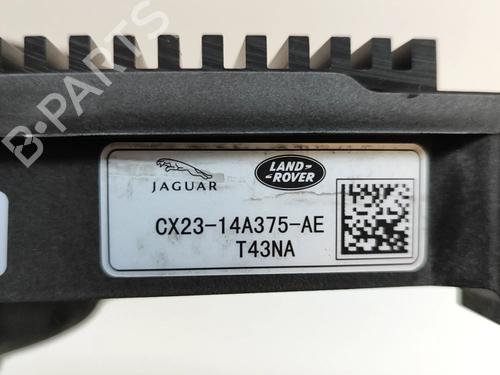 B-PARTS
JAGUAR
LAND-
-ROVER
CX23-14A375-AE
T43NA